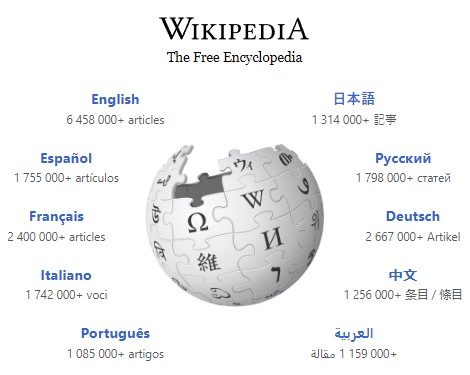 WIKIPEDIA
The Free Encyclopedia
English
6 458 000+ articles
日本語
1 314 000+ 記事
Español
1 755 000+ artículos
Русский
1 798 000+ статей
Français
2 400 000+ articles
Deutsch
2 667 000+ Artikel
Italiano
1 742 000+ voci
中文
1 256 000+ 条目 / 條目
Português
1 085 000+ artigos
العربية
1 159 000+ مقالة
ウィ
Ω W
維 И